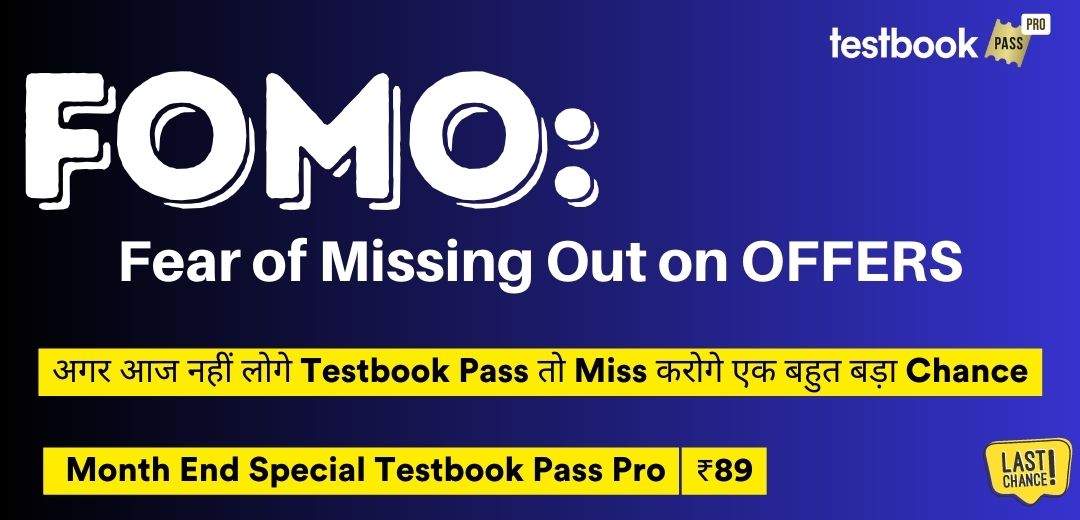 testbook PASS PRO
FOMO:
Fear of Missing Out on OFFERS
अगर आज नहीं लोगे Testbook Pass तो Miss करोगे एक बहुत बड़ा Chance
Month End Special Testbook Pass Pro | ₹89
LAST
CHANCE!